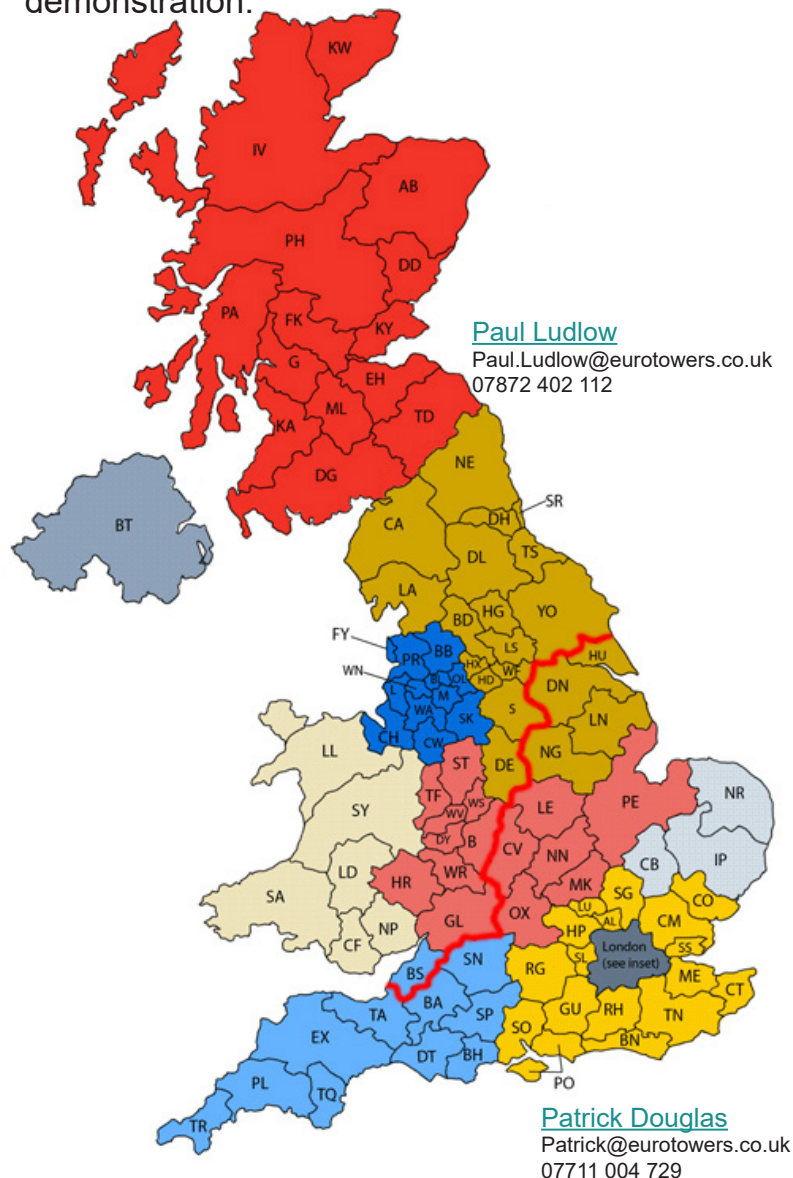 demonstration.
KW
IV
AB
PH
DD
PA
FK
KY
G
EH
ML
KA
TD
DG
Paul Ludlow
Paul.Ludlow@eurotowers.co.uk
07872 402 112
BT
NE
SR
DH
CA
DL
TS
LA
YO
HG
BD
LS
FY
PR
BB
HX
WF
HU
WN
BL
OL
HD
L
M
WA
SK
S
DN
LN
CH
CW
NG
DE
LL
ST
SY
TF
WS
WV
DY
B
LE
PE
NR
LD
HR
WR
CV
NN
CB
IP
SA
NP
CF
GL
OX
MK
SG
LU
AL
CO
HP
CM
SS
SL
London
(see inset)
BS
SN
RG
ME
CT
BA
TA
SP
GU
RH
TN
EX
SO
BN
DT
BH
PO
PL
TQ
TR
Patrick Douglas
Patrick@eurotowers.co.uk
07711 004 729